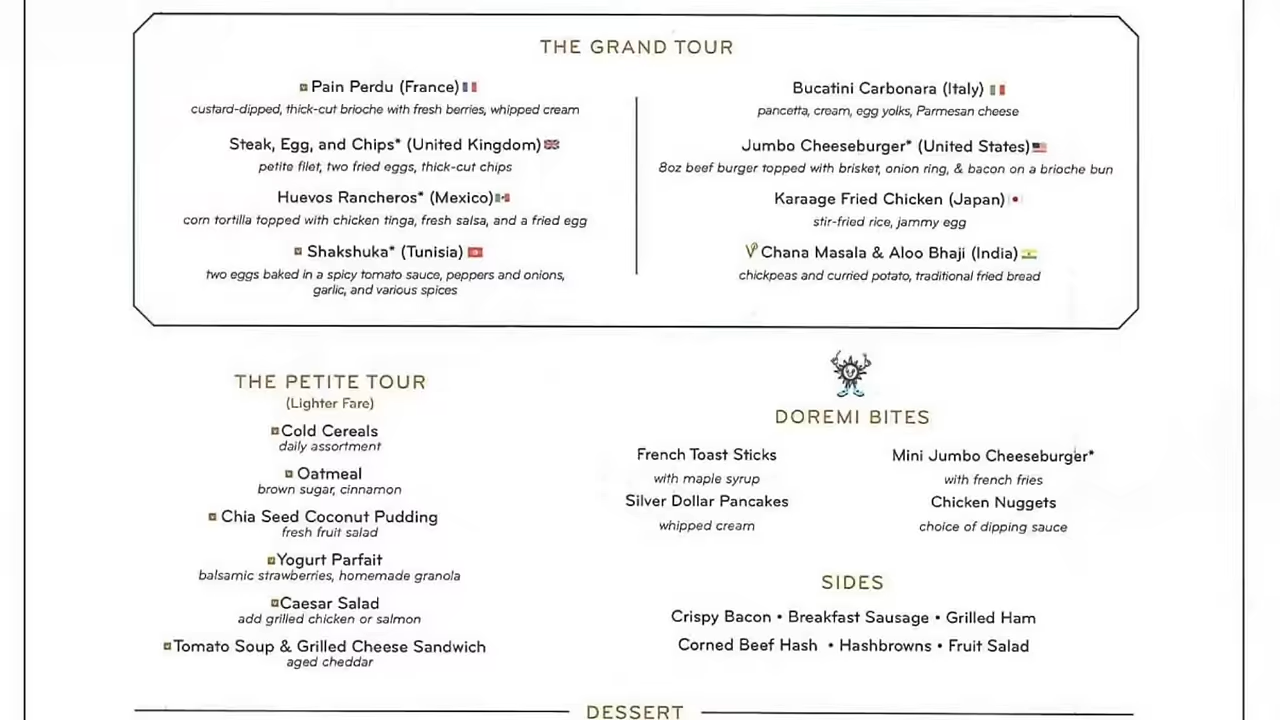 THE GRAND TOUR
Pain Perdu (France)
custard-dipped, thick-cut brioche with fresh berries, whipped cream
Steak, Egg, and Chips* (United Kingdom)
petite filet, two fried eggs, thick-cut chips
Huevos Rancheros* (Mexico)
corn tortilla topped with chicken tinga, fresh salsa, and a fried egg
Shakshuka* (Tunisia)
two eggs baked in a spicy tomato sauce, peppers and onions,
garlic, and various spices
Bucatini Carbonara (Italy)
pancetta, cream, egg yolks, Parmesan cheese
Jumbo Cheeseburger* (United States)
8oz beef burger topped with brisket, onion ring, & bacon on a brioche bun
Karaage Fried Chicken (Japan)
stir-fried rice, jammy egg
V Chana Masala & Aloo Bhaji (India)
chickpeas and curried potato, traditional fried bread
THE PETITE TOUR
(Lighter Fare)
Cold Cereals
daily assortment
Oatmeal
brown sugar, cinnamon
Chia Seed Coconut Pudding
fresh fruit salad
Yogurt Parfait
balsamic strawberries, homemade granola
Caesar Salad
add grilled chicken or salmon
Tomato Soup & Grilled Cheese Sandwich
aged cheddar
DOREMI BITES
French Toast Sticks
with maple syrup
Silver Dollar Pancakes
whipped cream
Mini Jumbo Cheeseburger*
with french fries
Chicken Nuggets
choice of dipping sauce
SIDES
Crispy Bacon • Breakfast Sausage • Grilled Ham
Corned Beef Hash • Hashbrowns • Fruit Salad
DESSERT